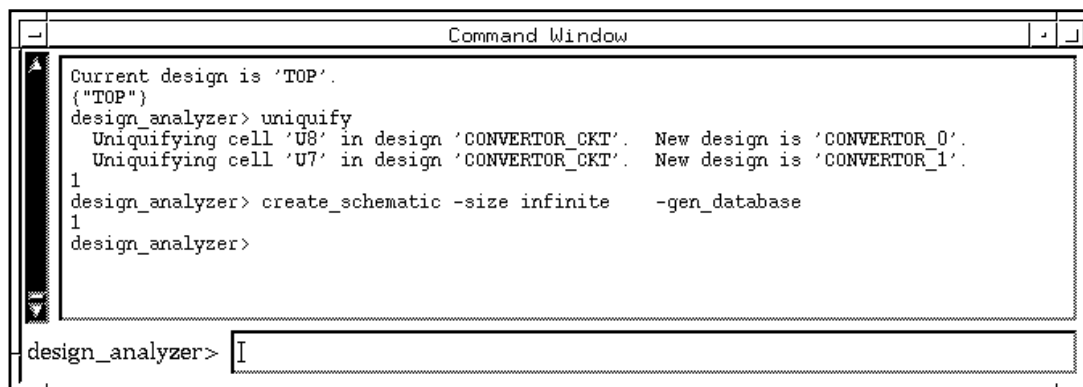 Command Window
Current design is 'TOP'.
{"TOP"}
design_analyzer> uniquify
Uniquifying cell 'U8' in design 'CONVERTOR_CKT'. New design is 'CONVERTOR_0'.
Uniquifying cell 'U7' in design 'CONVERTOR_CKT'. New design is 'CONVERTOR_1'.
1
design_analyzer> create_schematic -size infinite -gen_database
1
design_analyzer>
design_analyzer>